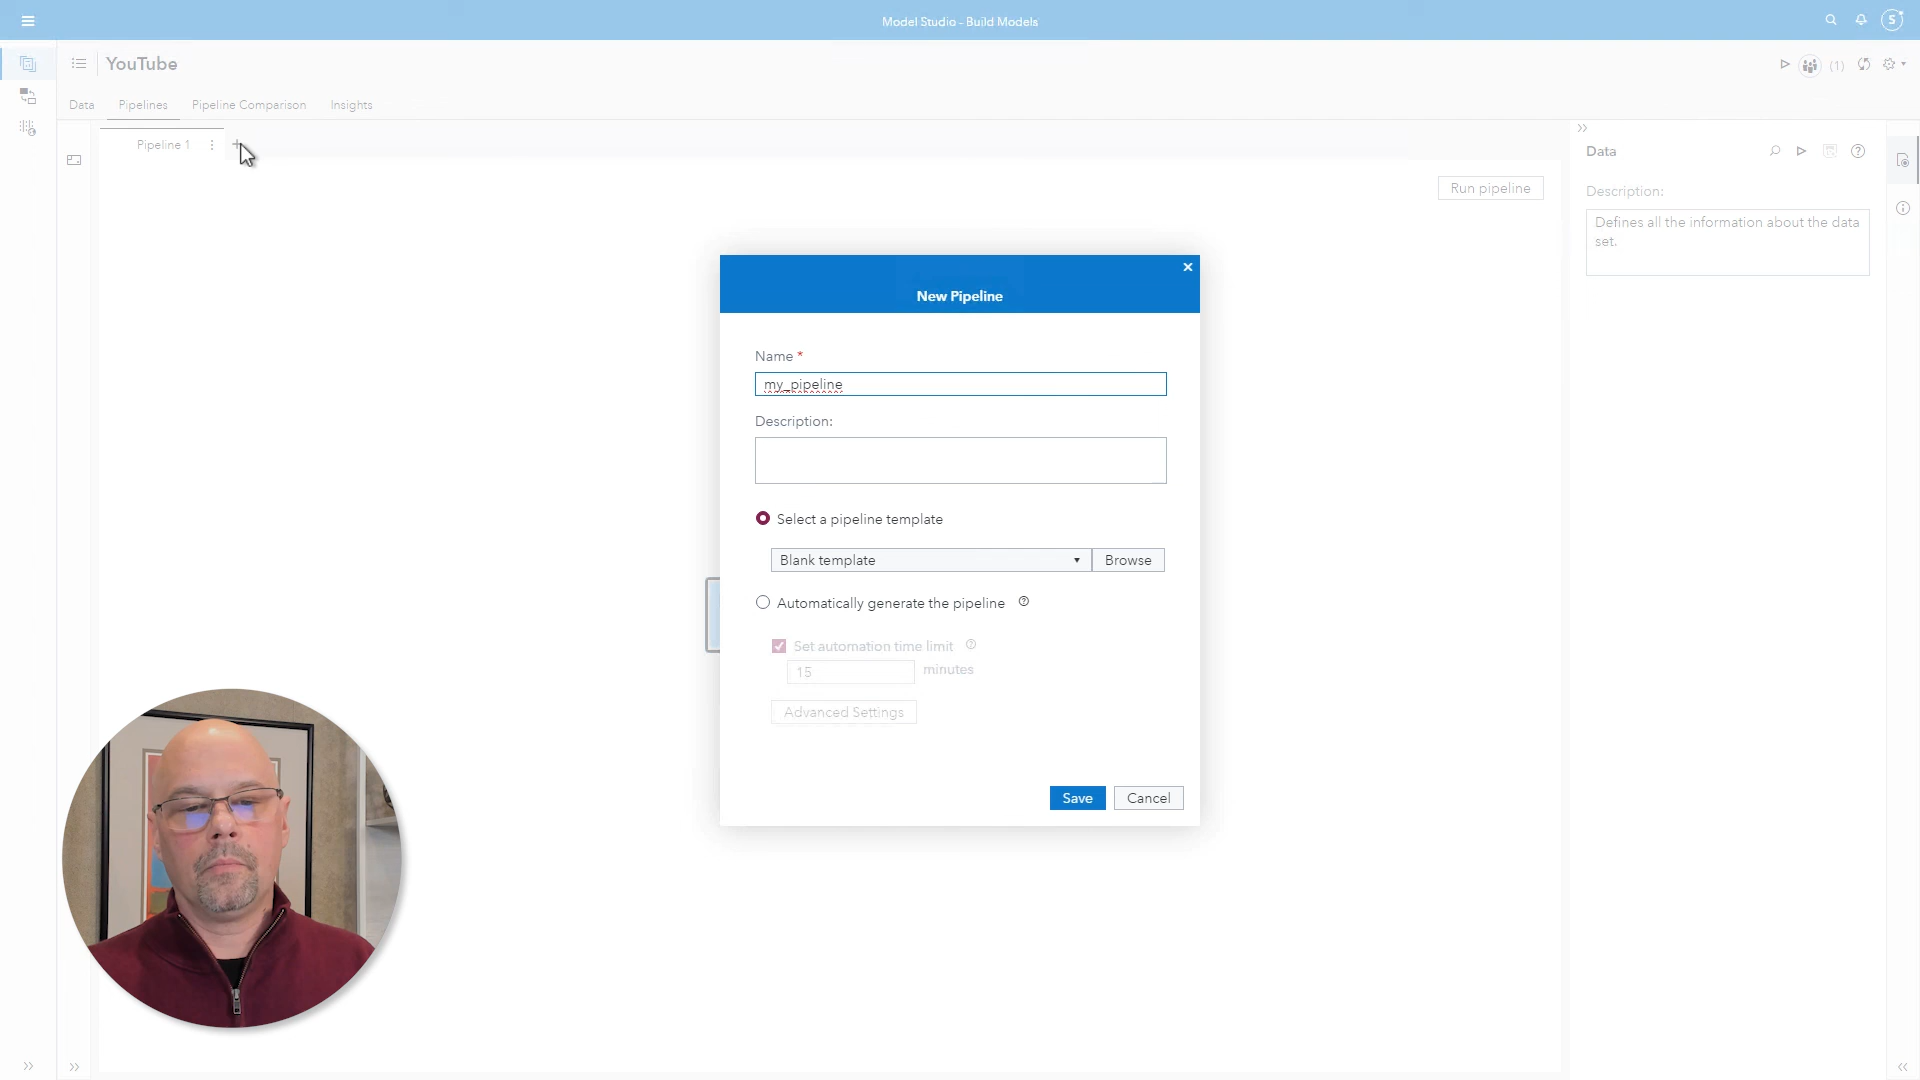 Model Studio - Build Models
S
YouTube
(1)
Data
Pipelines
Pipeline Comparison
Insights
Pipeline 1
Run pipeline
Data
Description:
Defines all the information about the data
set.
New Pipeline
Name *
my_pipeline
Description:
Select a pipeline template
Blank template
Browse
Automatically generate the pipeline
Set automation time limit
15 minutes
Advanced Settings
Save
Cancel